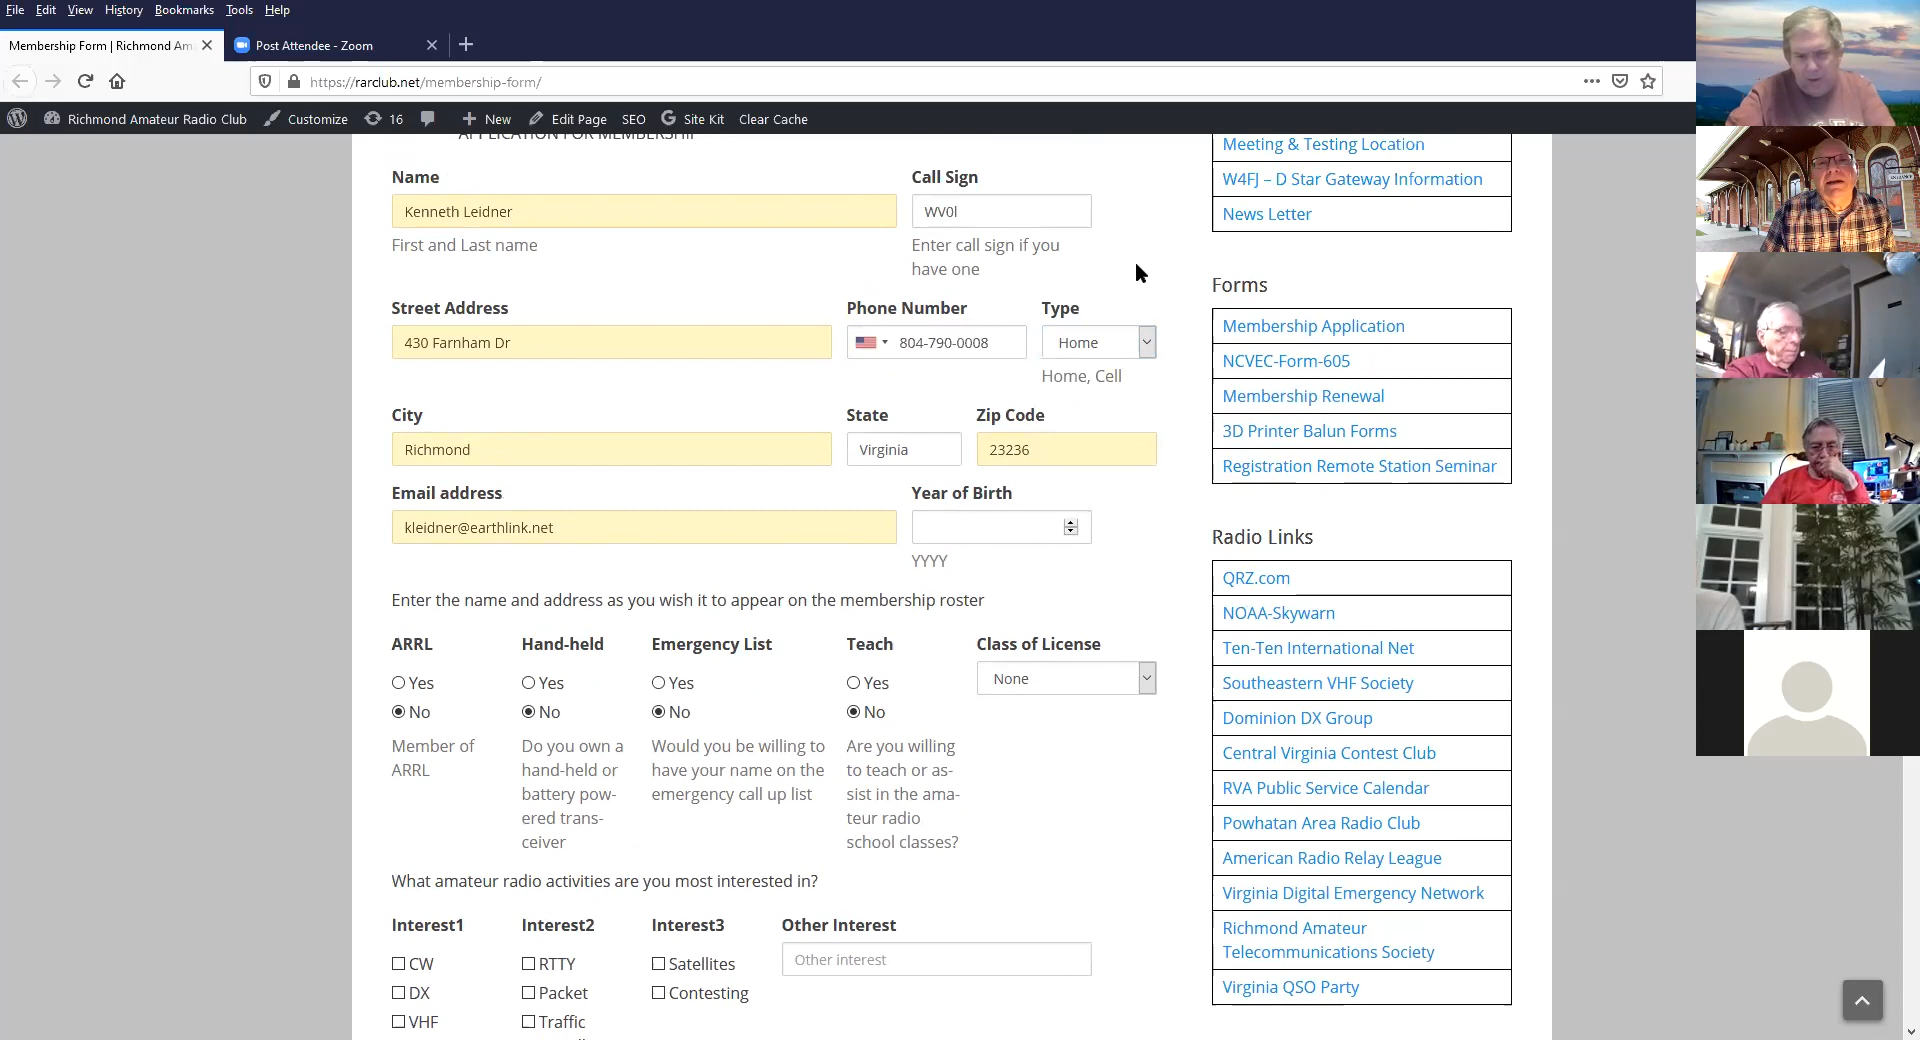 File Edit View History Bookmarks Tools Help
Membership Form | Richmond Am
Post Attendee - Zoom
https://rarclub.net/membership-form/
Richmond Amateur Radio Club Customize 16 New Edit Page SEO Site Kit Clear Cache
APPLICATION FOR MEMBERSHIP
Name
Kenneth Leidner
First and Last name
Call Sign
WV0l
Enter call sign if you
have one
Street Address
430 Farnham Dr
Phone Number
804-790-0008
Type
Home
Home, Cell
City
Richmond
State
Virginia
Zip Code
23236
Email address
kleidner@earthlink.net
Year of Birth
YYYY
Enter the name and address as you wish it to appear on the membership roster
ARRL
Yes
No
Member of
ARRL
Hand-held
Yes
No
Do you own a
hand-held or
battery pow-
ered trans-
ceiver
Emergency List
Yes
No
Would you be willing to
have your name on the
emergency call up list
Teach
Yes
No
Are you willing
to teach or as-
sist in the ama-
teur radio
school classes?
Class of License
None
What amateur radio activities are you most interested in?
Interest1
CW
DX
VHF
Interest2
RTTY
Packet
Traffic
Interest3
Satellites
Contesting
Other Interest
Other interest
Meeting & Testing Location
W4FJ – D Star Gateway Information
News Letter
Forms
Membership Application
NCVEC-Form-605
Membership Renewal
3D Printer Balun Forms
Registration Remote Station Seminar
Radio Links
QRZ.com
NOAA-Skywarn
Ten-Ten International Net
Southeastern VHF Society
Dominion DX Group
Central Virginia Contest Club
RVA Public Service Calendar
Powhatan Area Radio Club
American Radio Relay League
Virginia Digital Emergency Network
Richmond Amateur
Telecommunications Society
Virginia QSO Party
ENTRANCE